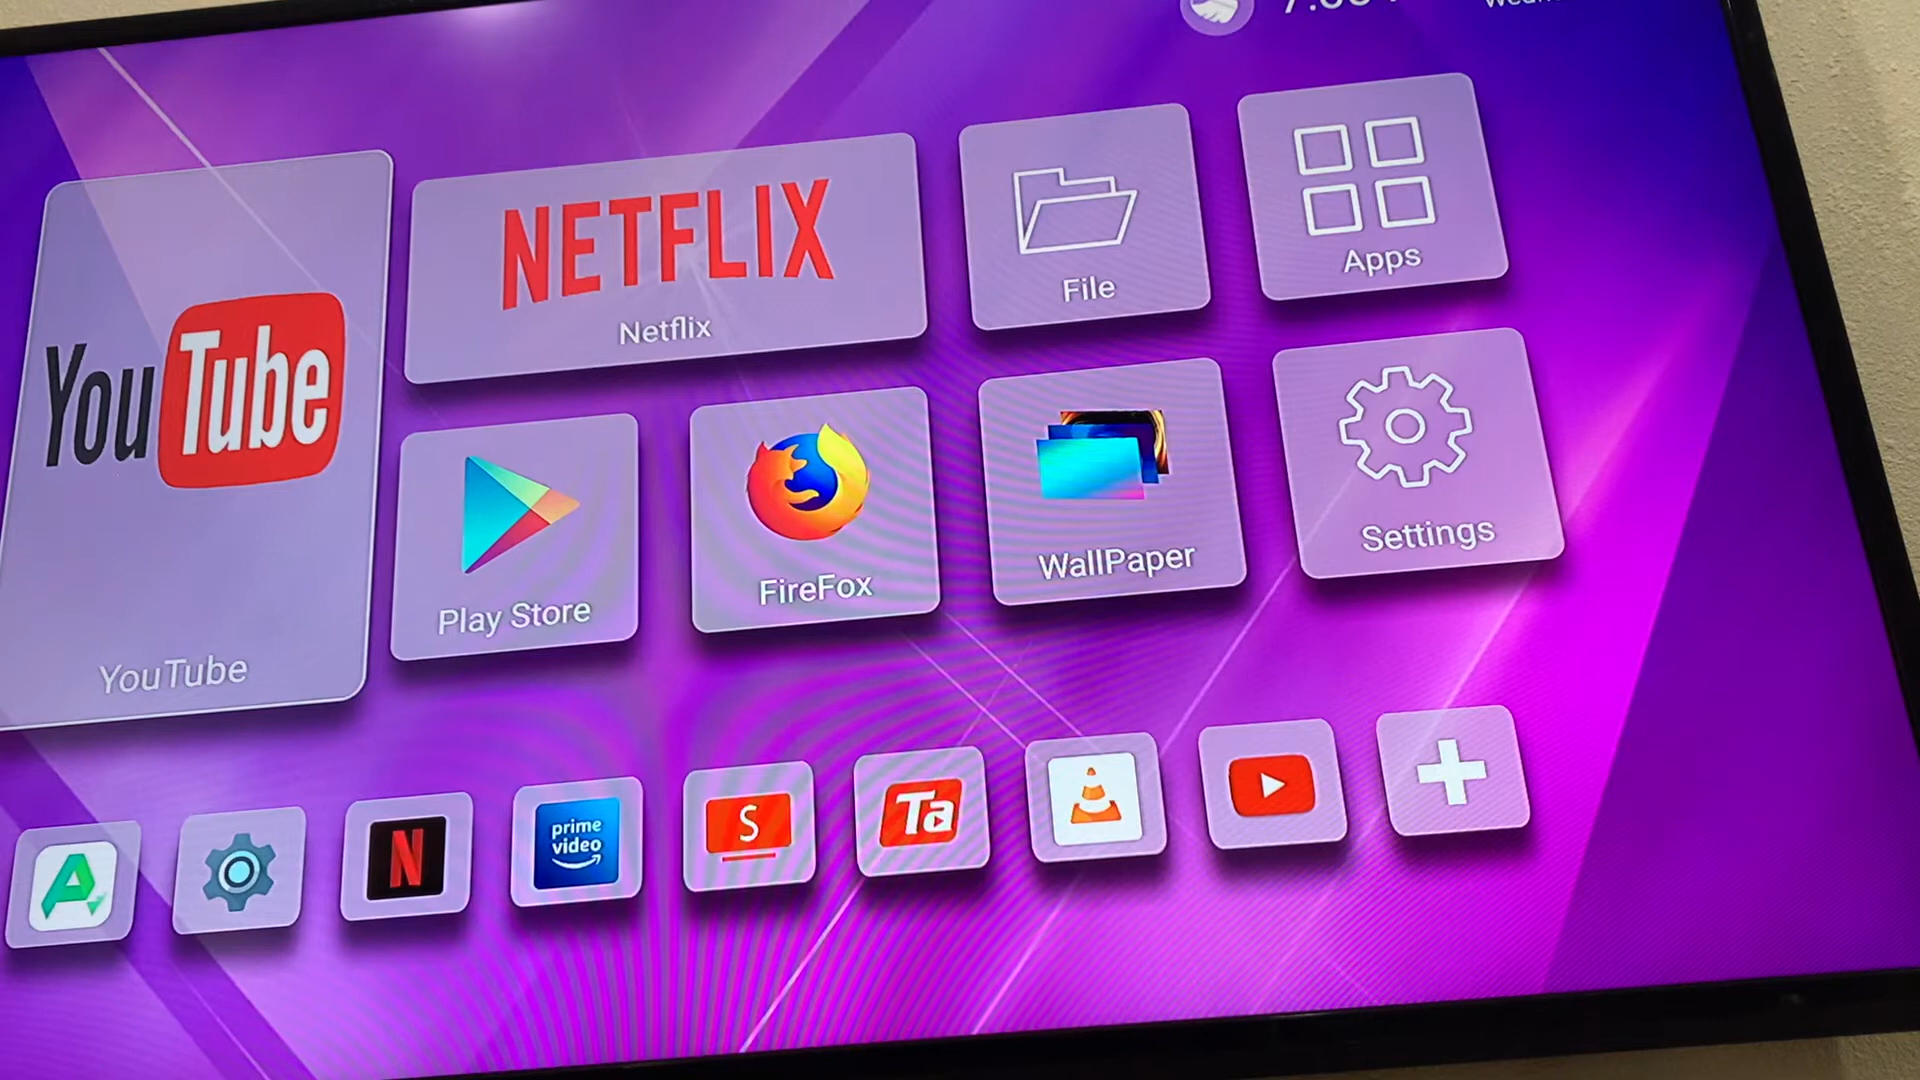 NETFLIX
Netflix
File
Apps
YouTube
YouTube
Play Store
FireFox
WallPaper
Settings
N
prime
video
S
Ta